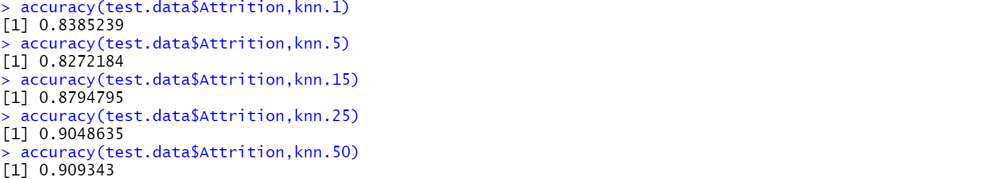 > accuracy(test.data$Attrition,knn.1)
[1] 0.8385239
> accuracy(test.data$Attrition,knn.5)
[1] 0.8272184
> accuracy(test.data$Attrition,knn.15)
[1] 0.8794795
> accuracy(test.data$Attrition,knn.25)
[1] 0.9048635
> accuracy(test.data$Attrition,knn.50)
[1] 0.909343